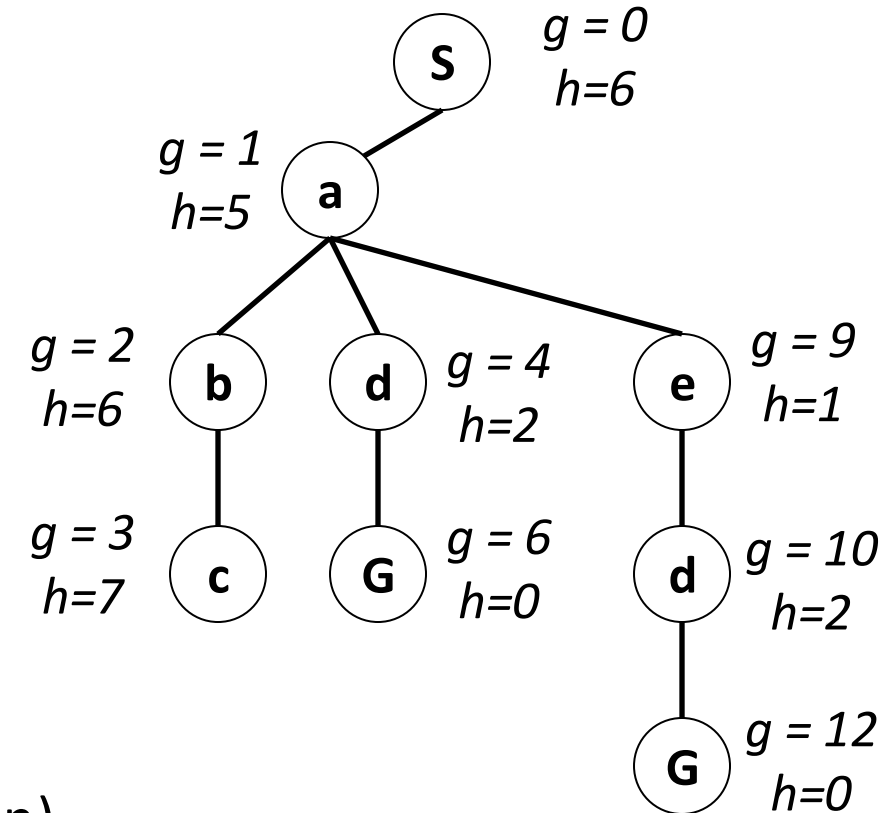 S
g = 0
h=6
g = 1
h=5
a
g = 2
h=6
b
d
g = 4
h=2
e
g = 9
h=1
g = 3
h=7
c
G
g = 6
h=0
d
g = 10
h=2
G
g = 12
h=0